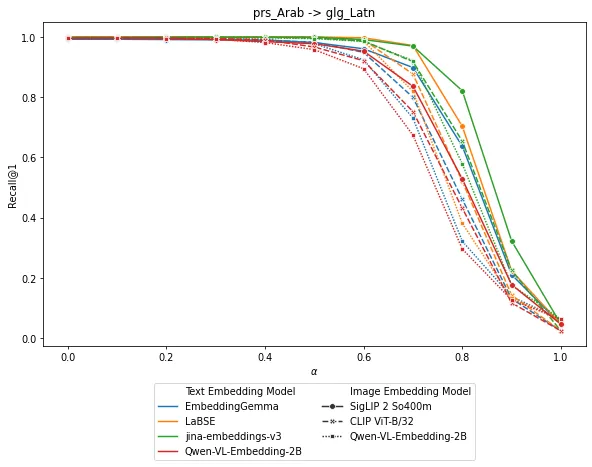 prs_Arab -> glg_Latn
Recall@1
1.0
0.8
0.6
0.4
0.2
0.0
0.0 0.2 0.4 0.6 0.8 1.0
α
Text Embedding Model
EmbeddingGemma
LaBSE
jina-embeddings-v3
Qwen-VL-Embedding-2B
Image Embedding Model
SigLIP 2 So400m
CLIP ViT-B/32
Qwen-VL-Embedding-2B